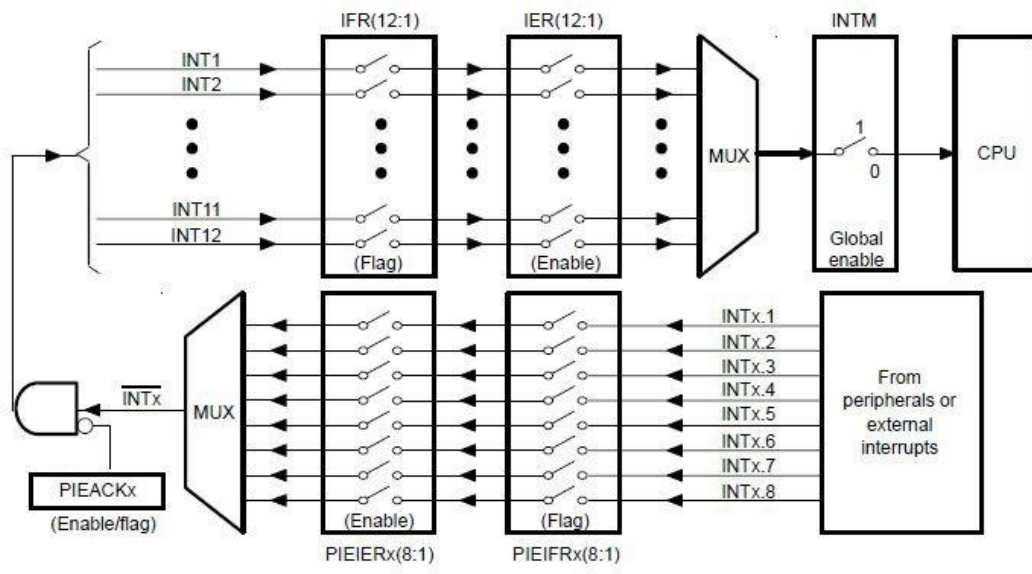 IFR(12:1)
IER(12:1)
INTM
INT1
INT2
1
MUX
CPU
0
INT11
INT12
(Flag)
(Enable)
Global
enable
INTx.1
INTx.2
INTx.3
INTx.4
INTx.5
INTx.6
INTx.7
INTx.8
From
peripherals or
external
interrupts
INTx
MUX
PIEACKx
(Enable/flag)
(Enable)
(Flag)
PIEIERx(8:1)
PIEIFRx(8:1)